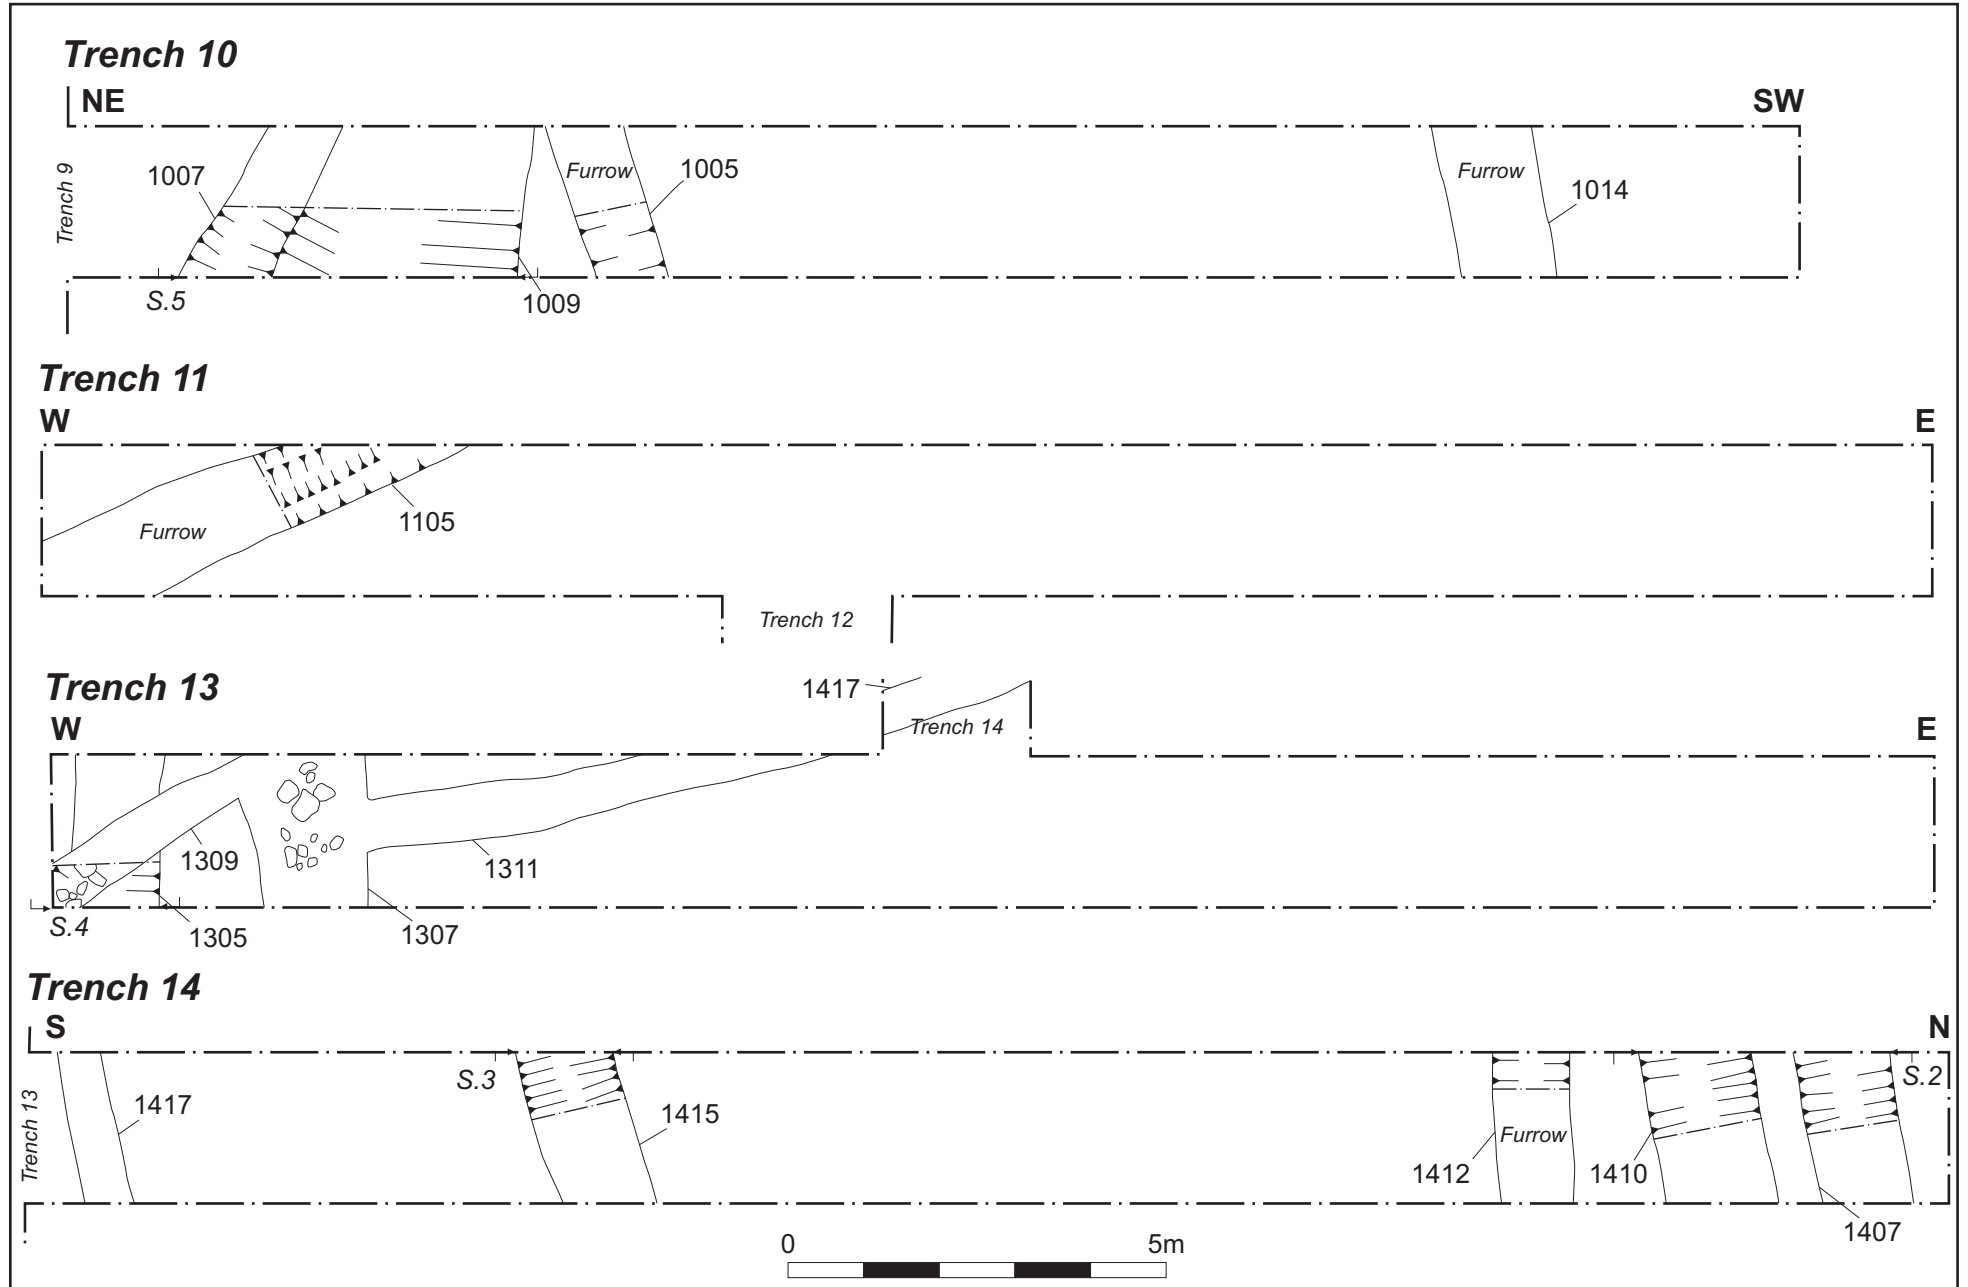 Trench 10
NE
SW
Trench 9
1007
Furrow
1005
Furrow
1014
S.5
1009
Trench 11
W
E
Furrow
1105
Trench 12
Trench 13
1417
W
Trench 14
E
1309
1311
S.4
1305
1307
Trench 14
S
N
Trench 13
1417
S.3
1415
1412
Furrow
1410
S.2
1407
0
5m